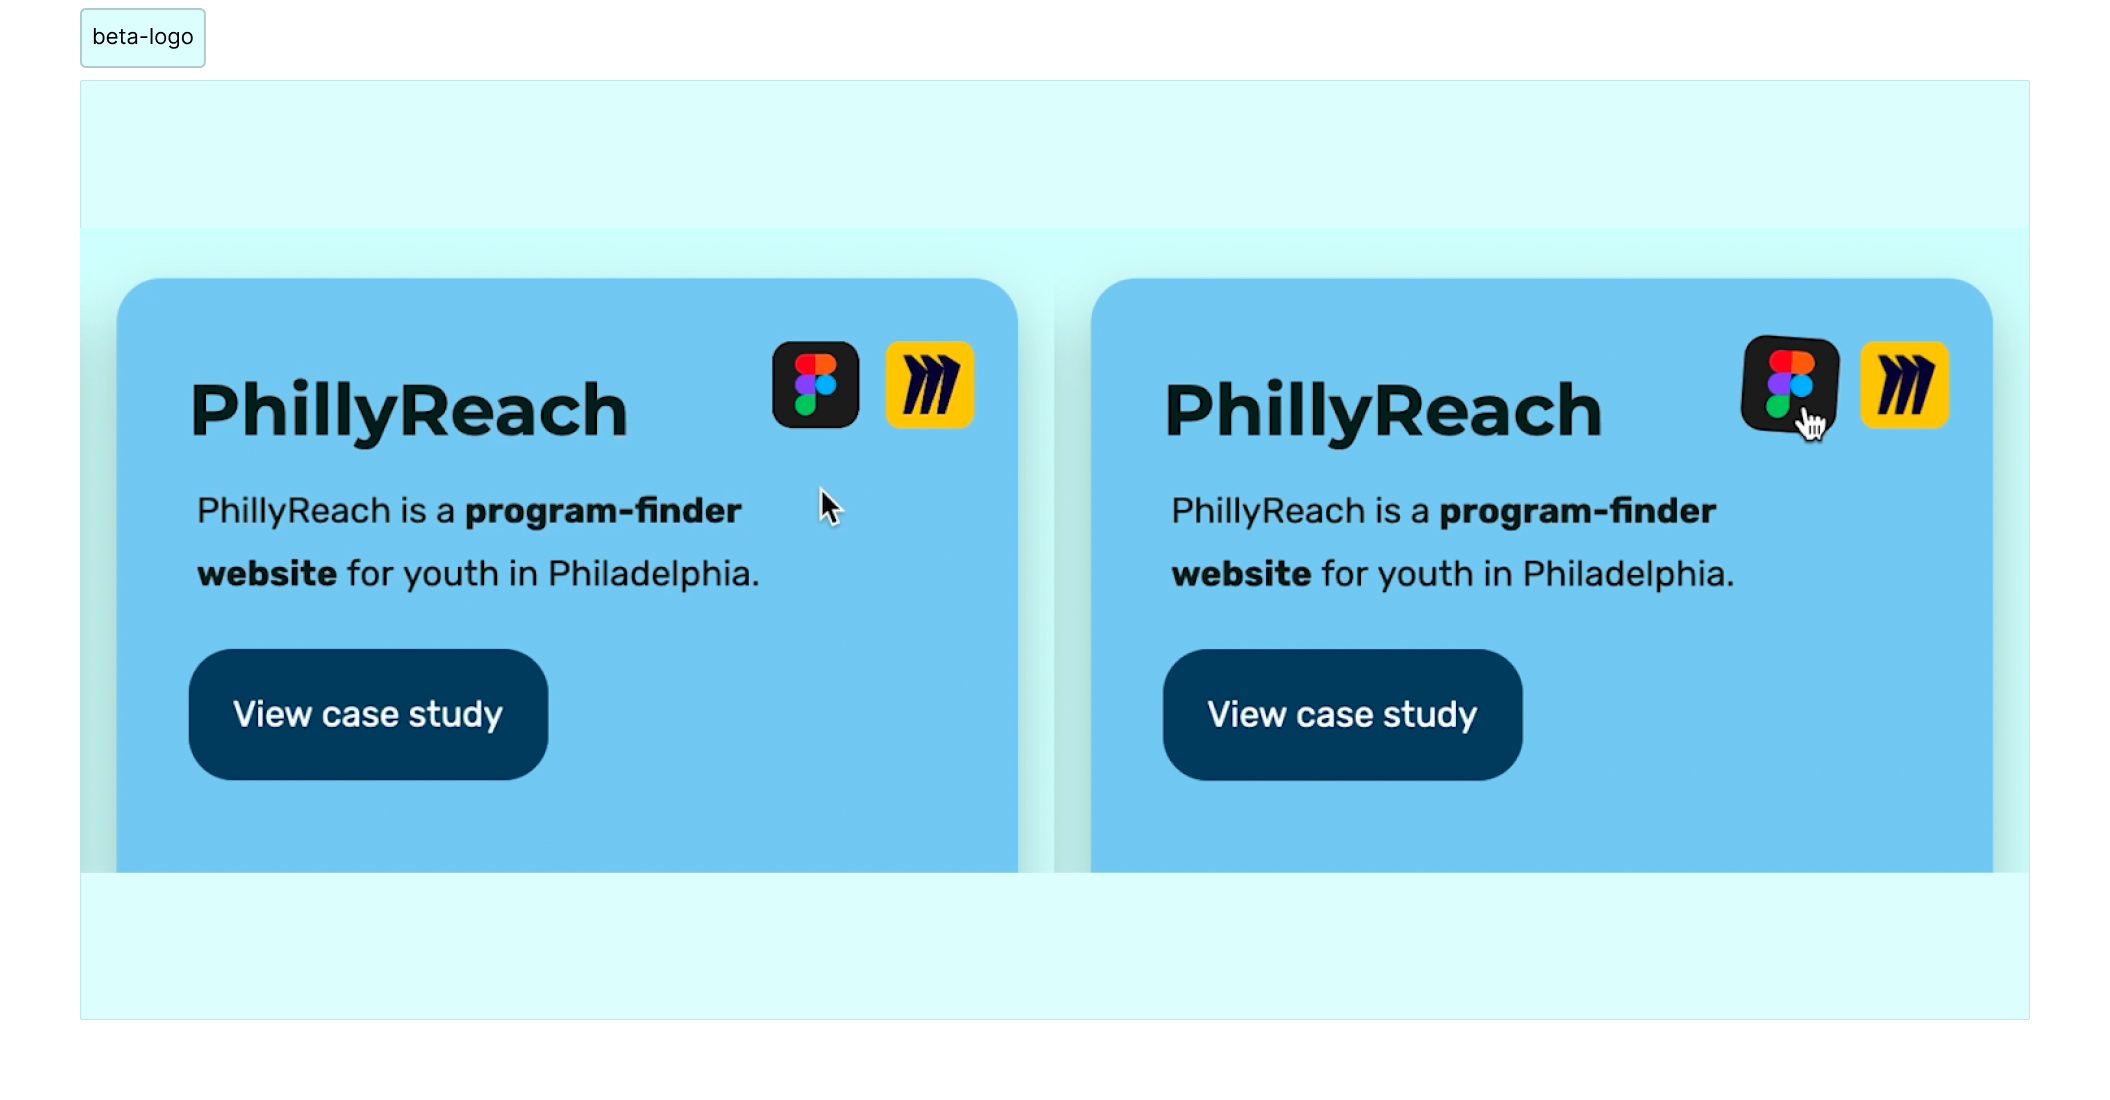 beta-logo
PhillyReach
PhillyReach is a program-finder
website for youth in Philadelphia.
View case study
PhillyReach
PhillyReach is a program-finder
website for youth in Philadelphia.
View case study